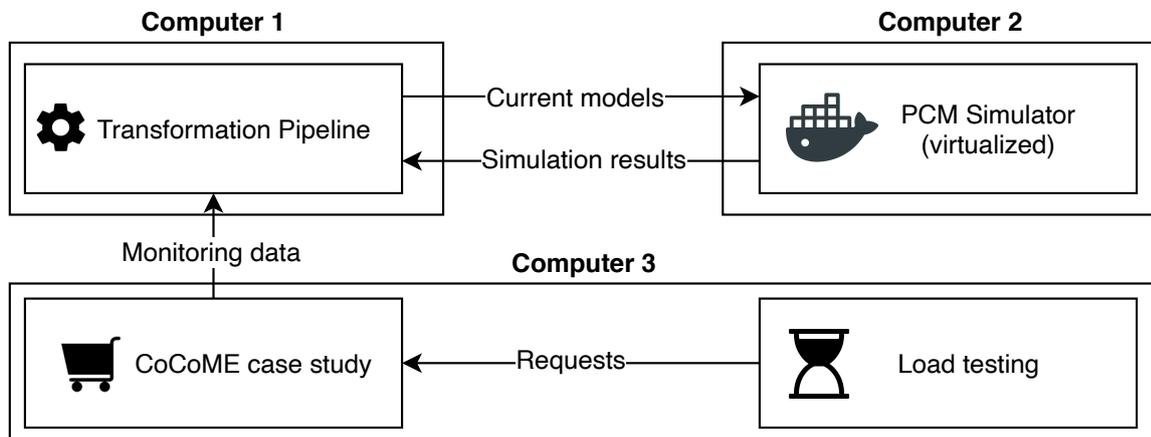 Computer 1
Computer 2
Transformation Pipeline
Current models
Simulation results
PCM Simulator
(virtualized)
Monitoring data
Computer 3
CoCoME case study
Requests
Load testing